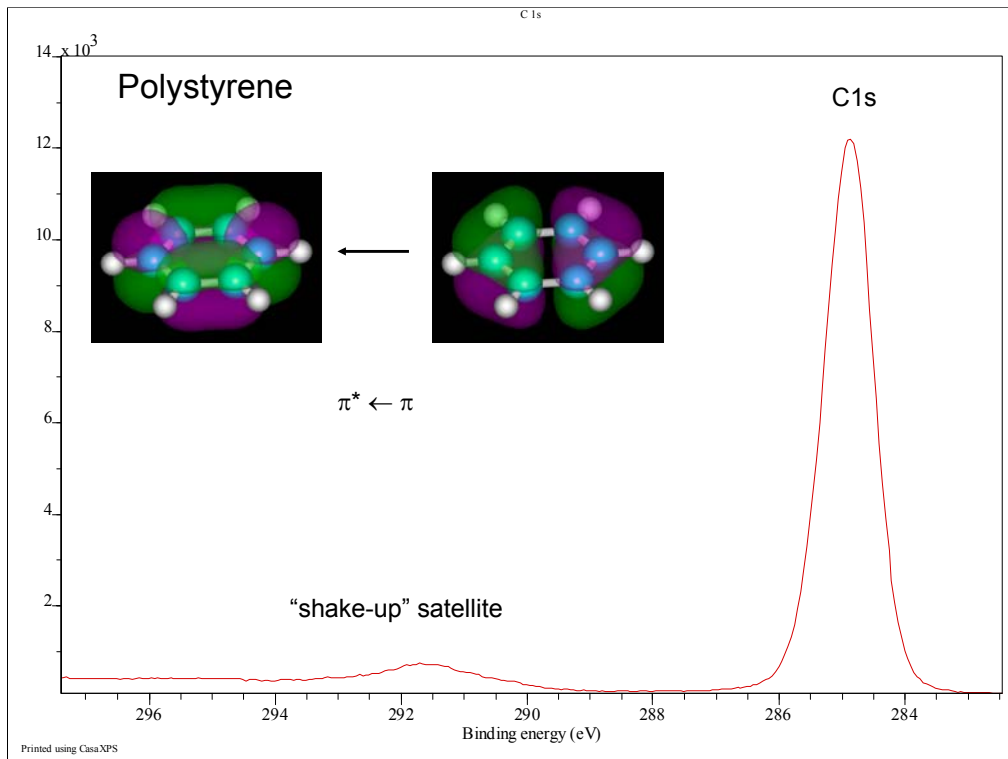 C 1s
14 x 10³
Polystyrene
C1s
12
10
8
π* ← π
6
4
"shake-up" satellite
2
296 294 292 290 288 286 284
Binding energy (eV)
Printed using CasaXPS